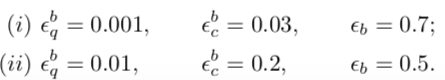 (i) ϵ_q^b = 0.001, ϵ_c^b = 0.03, ϵ_b = 0.7;
(ii) ϵ_q^b = 0.01, ϵ_c^b = 0.2, ϵ_b = 0.5.